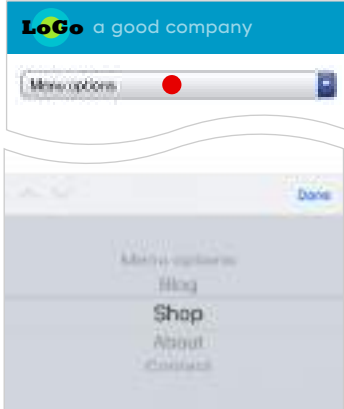 LoGo a good company
Menu options
Done
Menu options
Blog
Shop
About
Contact